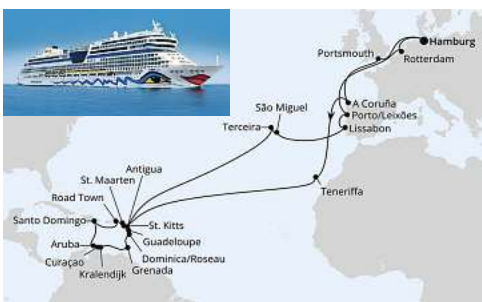 Hamburg
Portsmouth
Rotterdam
A Coruña
Porto/Leixões
Lissabon
São Miguel
Terceira
Teneriffa
Antigua
St. Maarten
Road Town
Santo Domingo
St. Kitts
Guadeloupe
Dominica/Roseau
Aruba
Curaçao
Kralendijk
Grenada